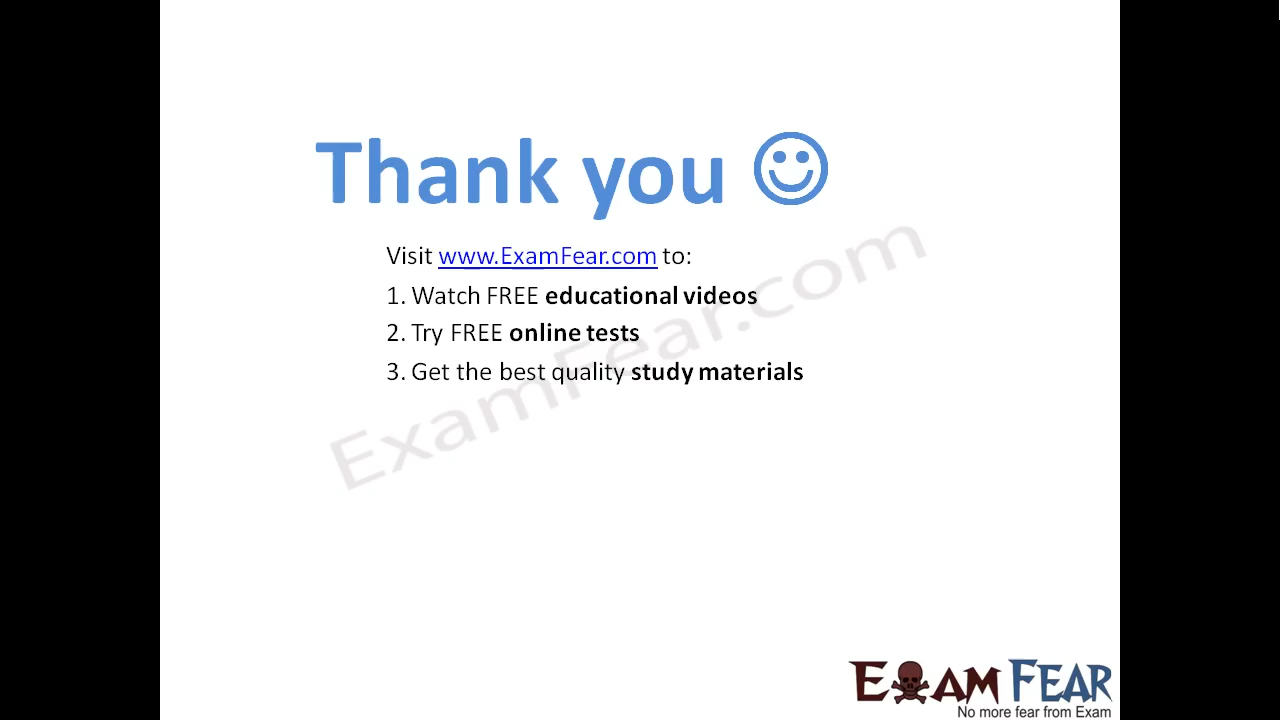 Thank you ☺
Visit www.ExamFear.com to:
1. Watch FREE educational videos
2. Try FREE online tests
3. Get the best quality study materials
ExamFear.com
EXAM FEAR
No more fear from Exam